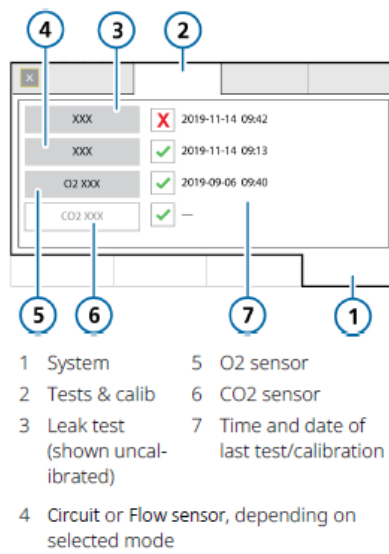 4 3 2
X
XXX X 2019-11-14 09:42
XXX 2019-11-14 09:13
O2 XXX 2019-09-06 09:40
CO2 XXX —
5 6 7 1
1 System
2 Tests & calib
3 Leak test
(shown uncal-
ibrated)
5 O2 sensor
6 CO2 sensor
7 Time and date of
last test/calibration
4 Circuit or Flow sensor, depending on
selected mode